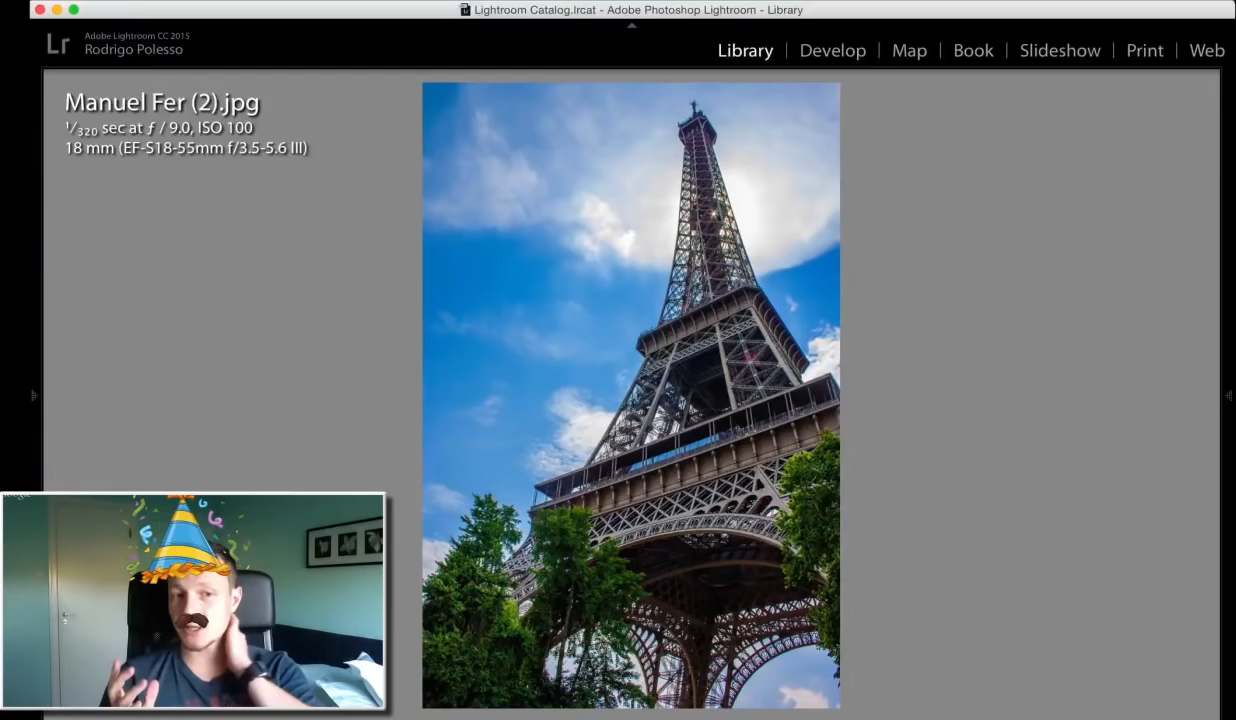 Lightroom Catalog.lrcat - Adobe Photoshop Lightroom - Library
Lr
Adobe Lightroom CC 2015
Rodrigo Polesso
Library | Develop | Map | Book | Slideshow | Print | Web
Manuel Fer (2).jpg
1/320 sec at ƒ / 9.0, ISO 100
18 mm (EF-S18-55mm f/3.5-5.6 III)